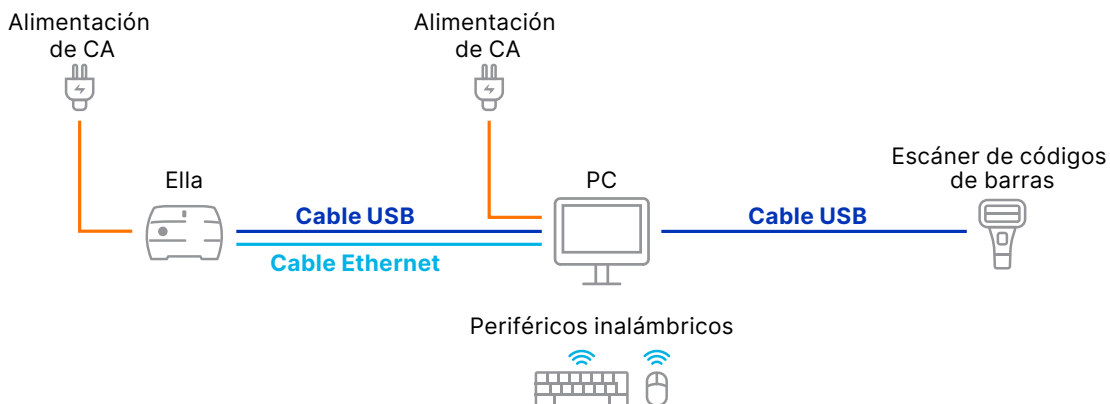 Alimentación
de CA
Alimentación
de CA
Escáner de códigos
de barras
Ella
PC
Cable USB
Cable USB
Cable Ethernet
Periféricos inalámbricos